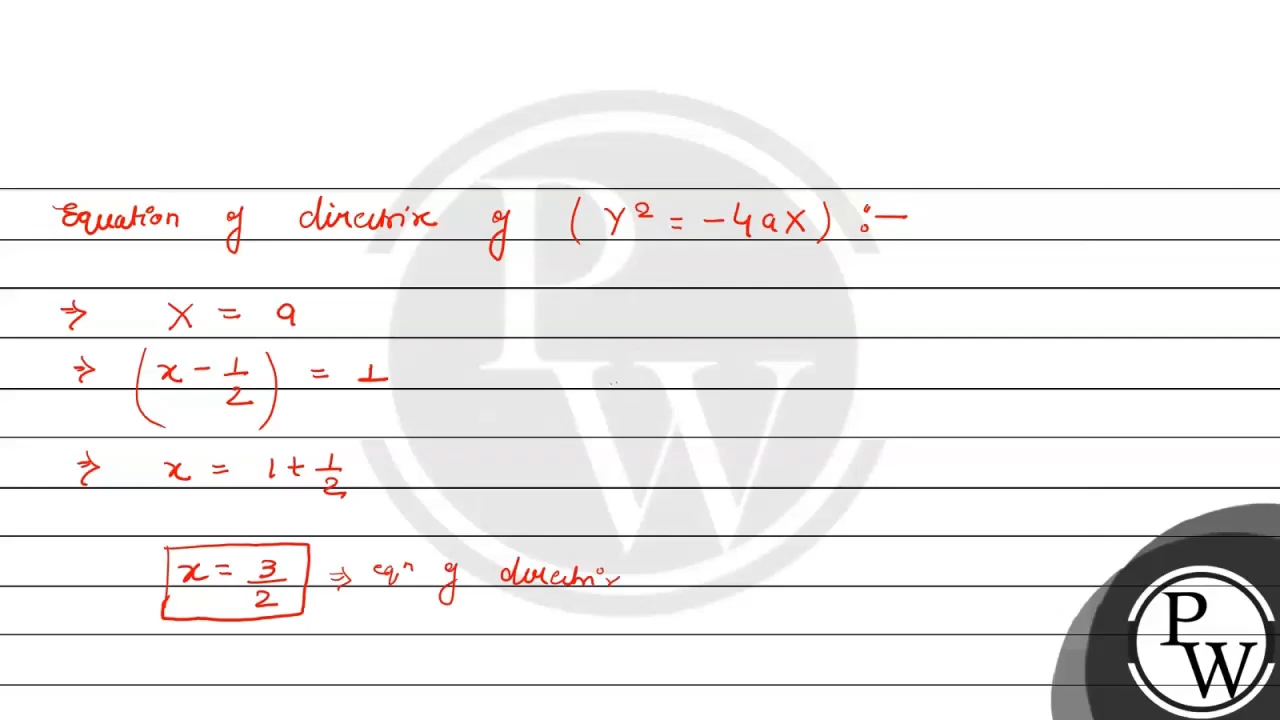 Equation of directrix of (Y² = -4aX) :-
⇒ X = a
⇒ (x - 1/2) = 1
⇒ x = 1 + 1/2
x = 3/2 ⇒ eqⁿ of directrix
P
W
P
W